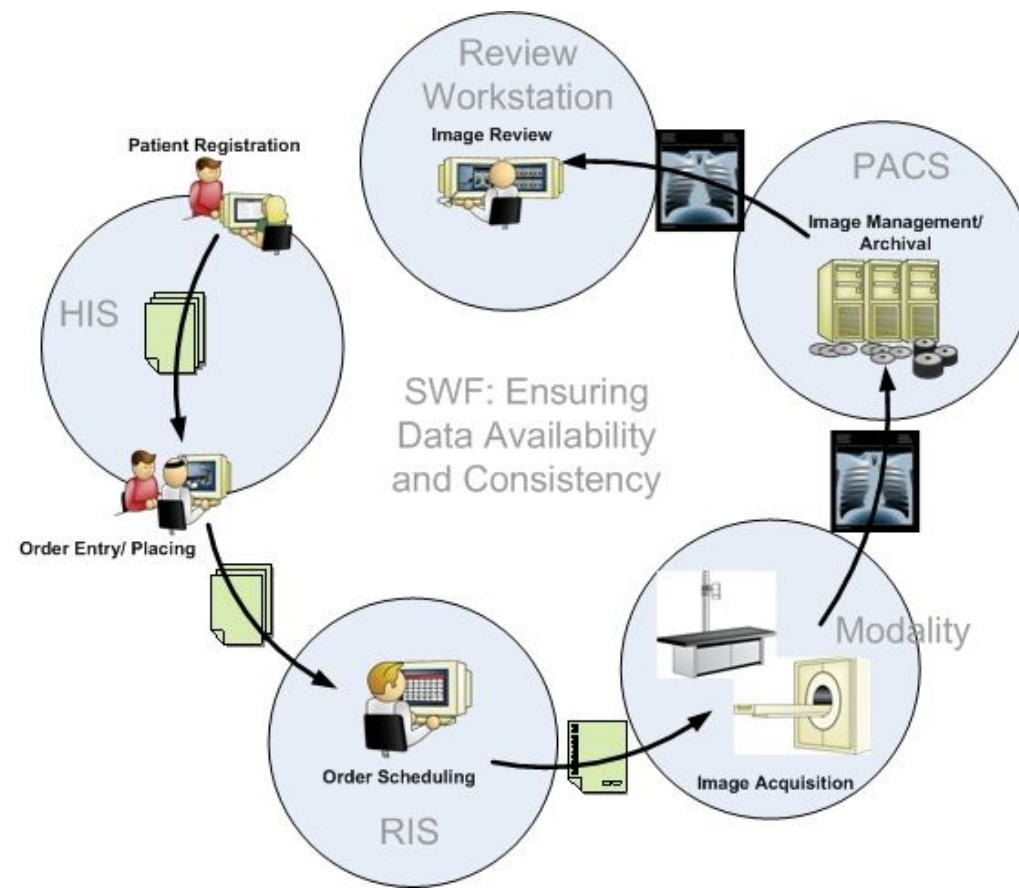 Review
Workstation
Image Review
Patient Registration
PACS
Image Management/
Archival
HIS
SWF: Ensuring
Data Availability
and Consistency
Order Entry/ Placing
Modality
Order Scheduling
Image Acquisition
RIS